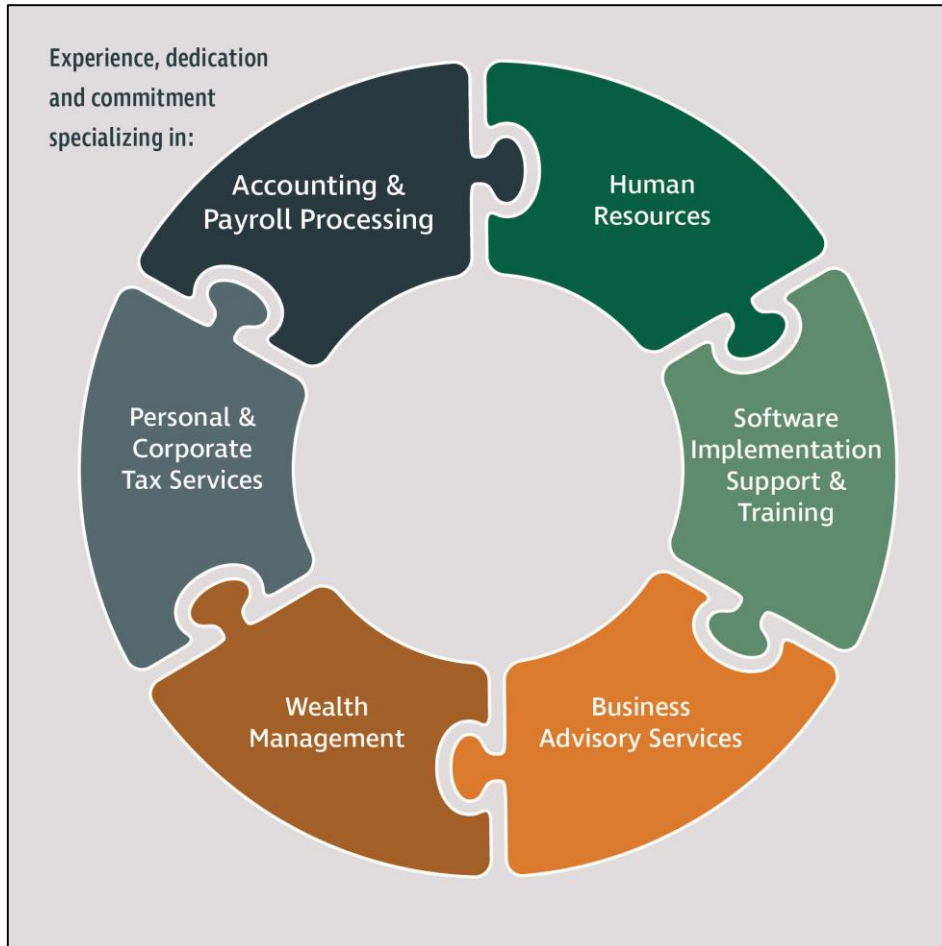 Experience, dedication
and commitment
specializing in:
Accounting &
Payroll Processing
Human
Resources
Software
Implementation
Support &
Training
Business
Advisory Services
Wealth
Management
Personal &
Corporate
Tax Services